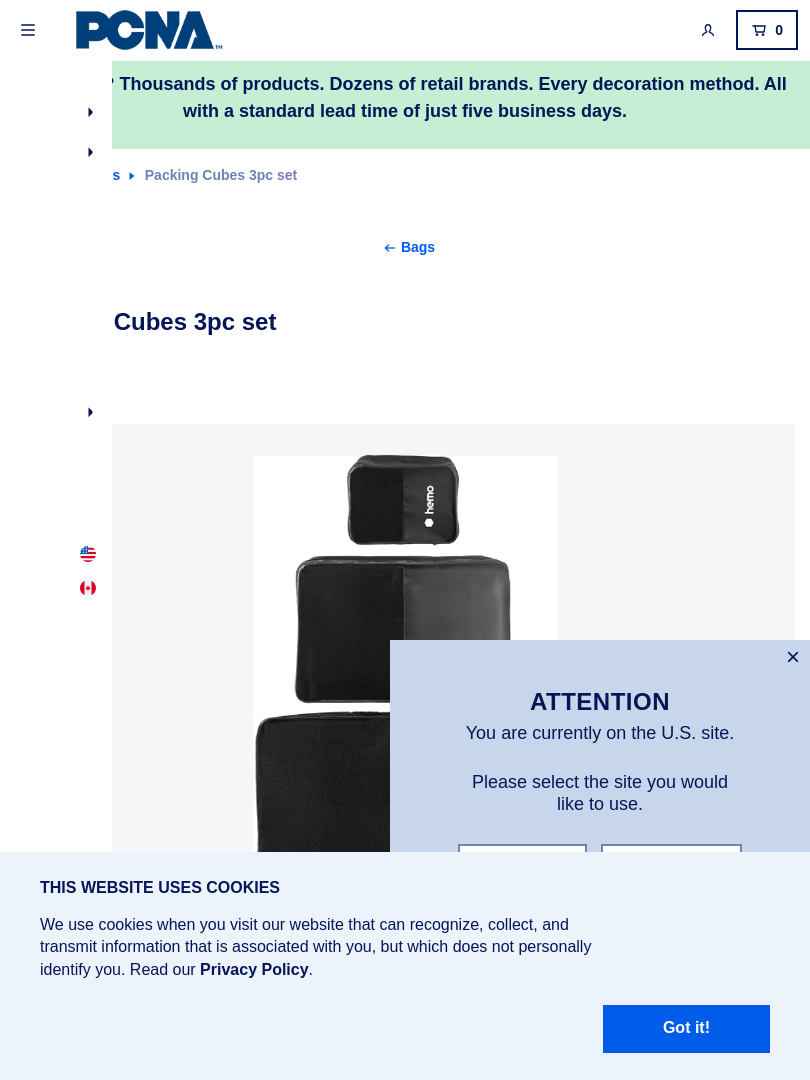 PCNA™
0
? Thousands of products. Dozens of retail brands. Every decoration method. All
with a standard lead time of just five business days.
s Packing Cubes 3pc set
Bags
Cubes 3pc set
hemo
ATTENTION
You are currently on the U.S. site.
Please select the site you would
like to use.
THIS WEBSITE USES COOKIES
We use cookies when you visit our website that can recognize, collect, and
transmit information that is associated with you, but which does not personally
identify you. Read our Privacy Policy.
Got it!